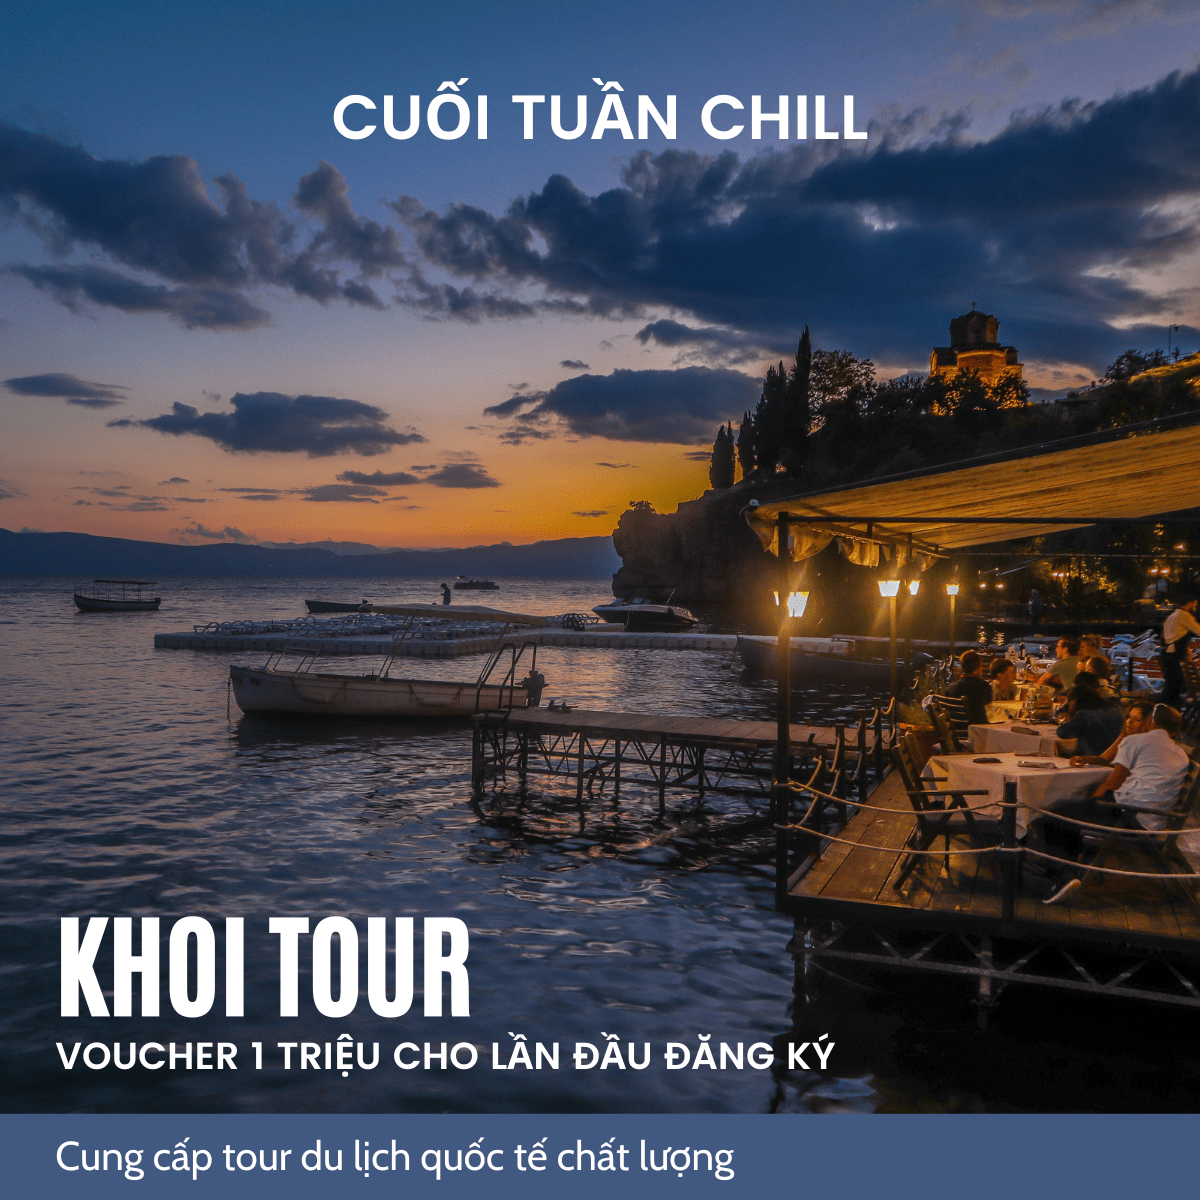 CUỐI TUẦN CHILL
KHOI TOUR
VOUCHER 1 TRIỆU CHO LẦN ĐẦU ĐĂNG KÝ
Cung cấp tour du lịch quốc tế chất lượng